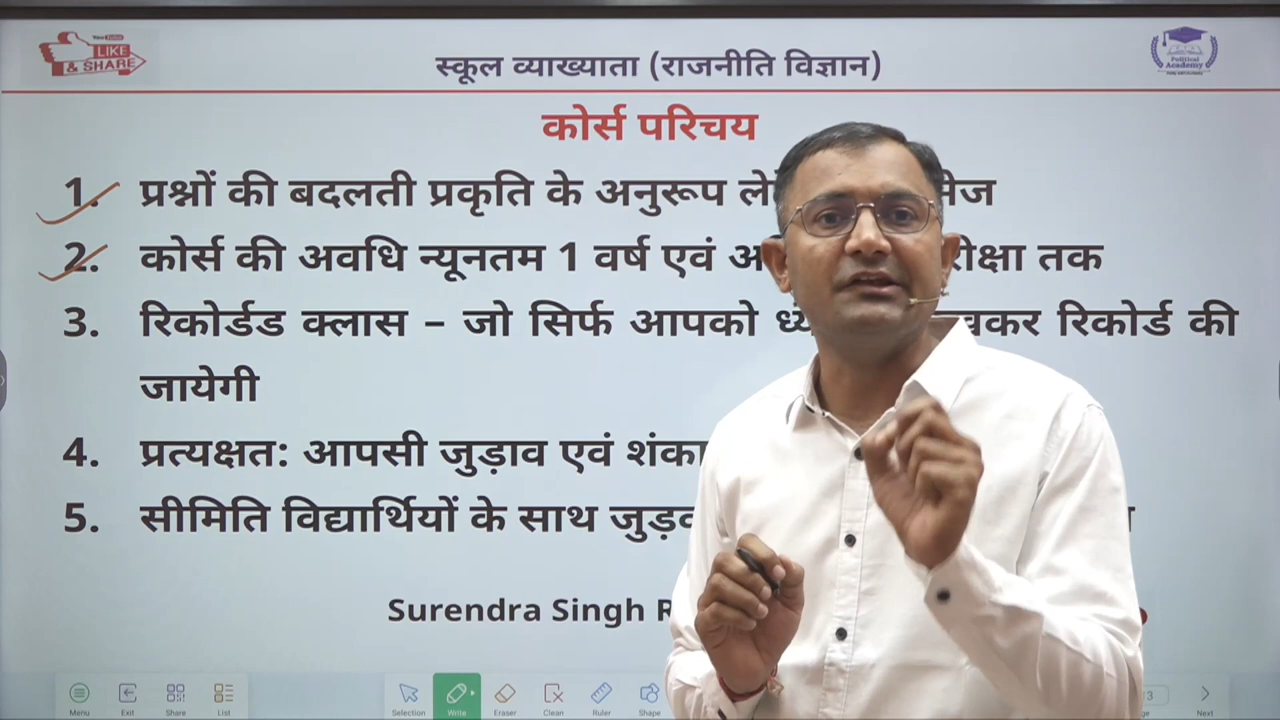 You Tube
LIKE
& SHARE
स्कूल व्याख्याता (राजनीति विज्ञान)
Political
Academy
कोर्स परिचय
1. प्रश्नों की बदलती प्रकृति के अनुरूप
2. कोर्स की अवधि न्यूनतम 1 वर्ष एवं तक
3. रिकोर्डड क्लास – जो सिर्फ आपको रिकोर्ड की
जायेगी
4. प्रत्यक्षत: आपसी जुड़ाव एवं
5. सीमिति विद्यार्थियों के साथ
Surendra Singh
Menu Exit Share List Selection Write Eraser Clean Ruler Shape Next